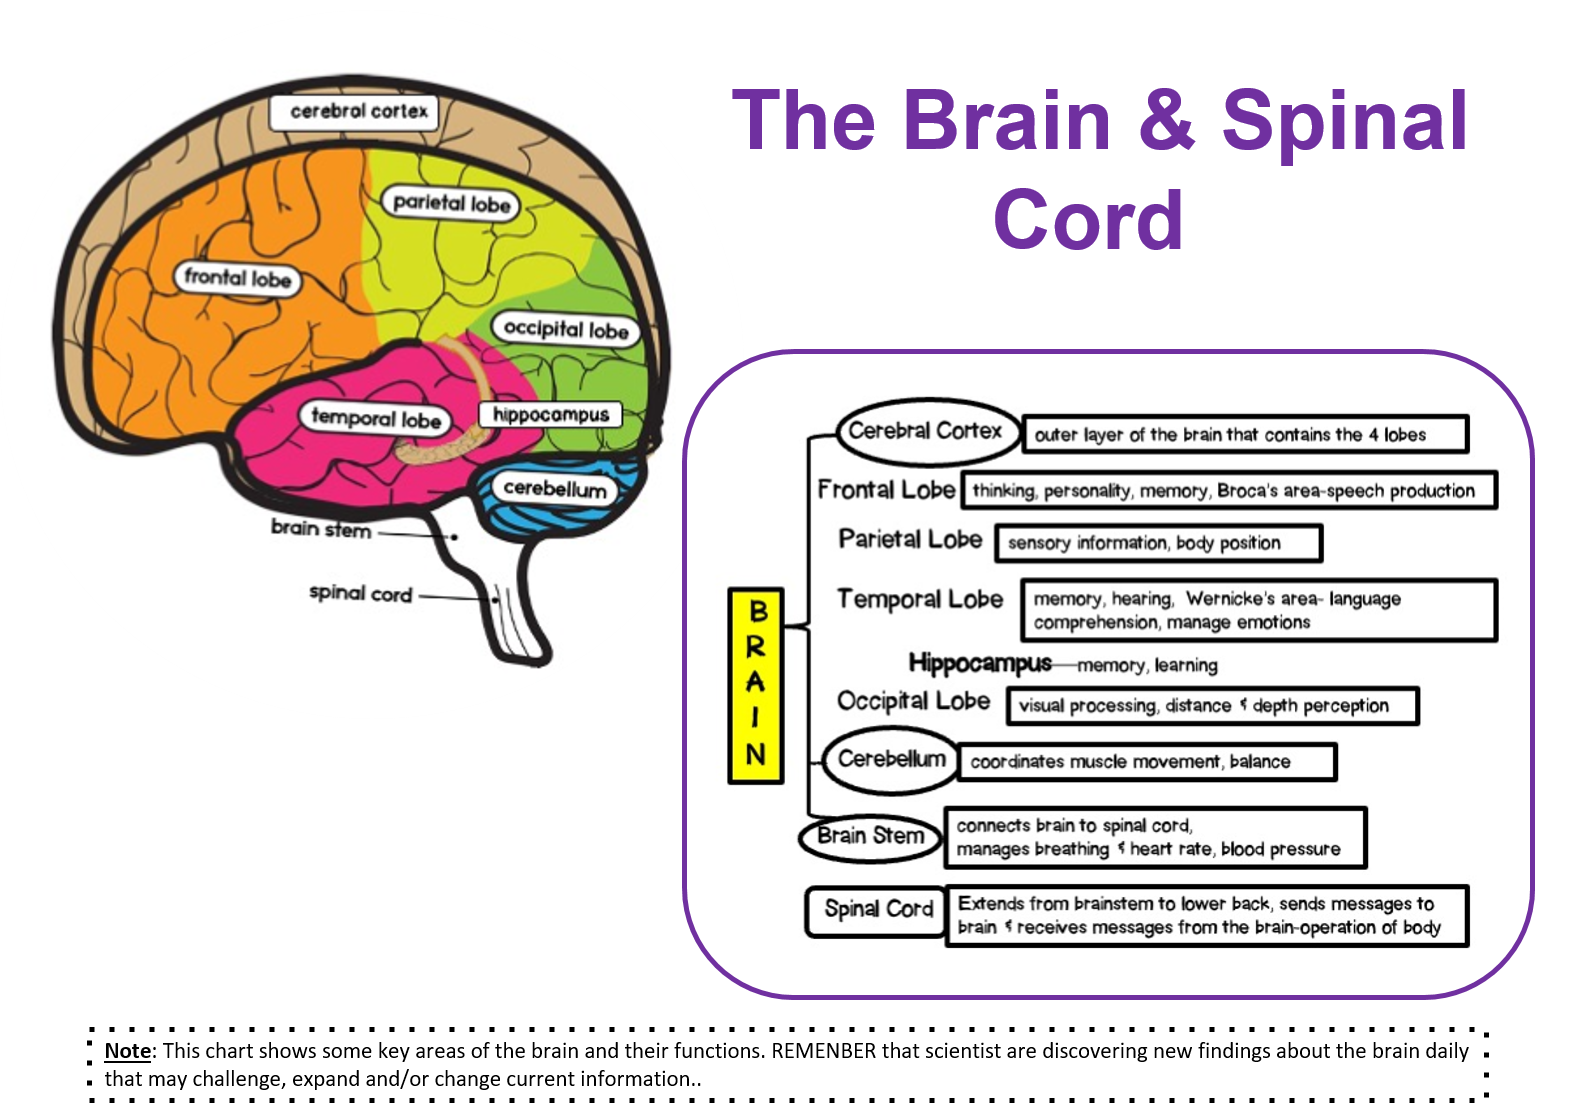 The Brain & Spinal
Cord
cerebral cortex
parietal lobe
frontal lobe
occipital lobe
temporal lobe
hippocampus
cerebellum
brain stem
spinal cord
BRAIN
Cerebral Cortex
outer layer of the brain that contains the 4 lobes
Frontal Lobe
thinking, personality, memory, Broca's area-speech production
Parietal Lobe
sensory information, body position
Temporal Lobe
memory, hearing, Wernicke's area- language
comprehension, manage emotions
Hippocampus—memory, learning
Occipital Lobe
visual processing, distance & depth perception
Cerebellum
coordinates muscle movement, balance
Brain Stem
connects brain to spinal cord,
manages breathing & heart rate, blood pressure
Spinal Cord
Extends from brainstem to lower back, sends messages to
brain & receives messages from the brain-operation of body
Note: This chart shows some key areas of the brain and their functions. REMENBER that scientist are discovering new findings about the brain daily
that may challenge, expand and/or change current information..